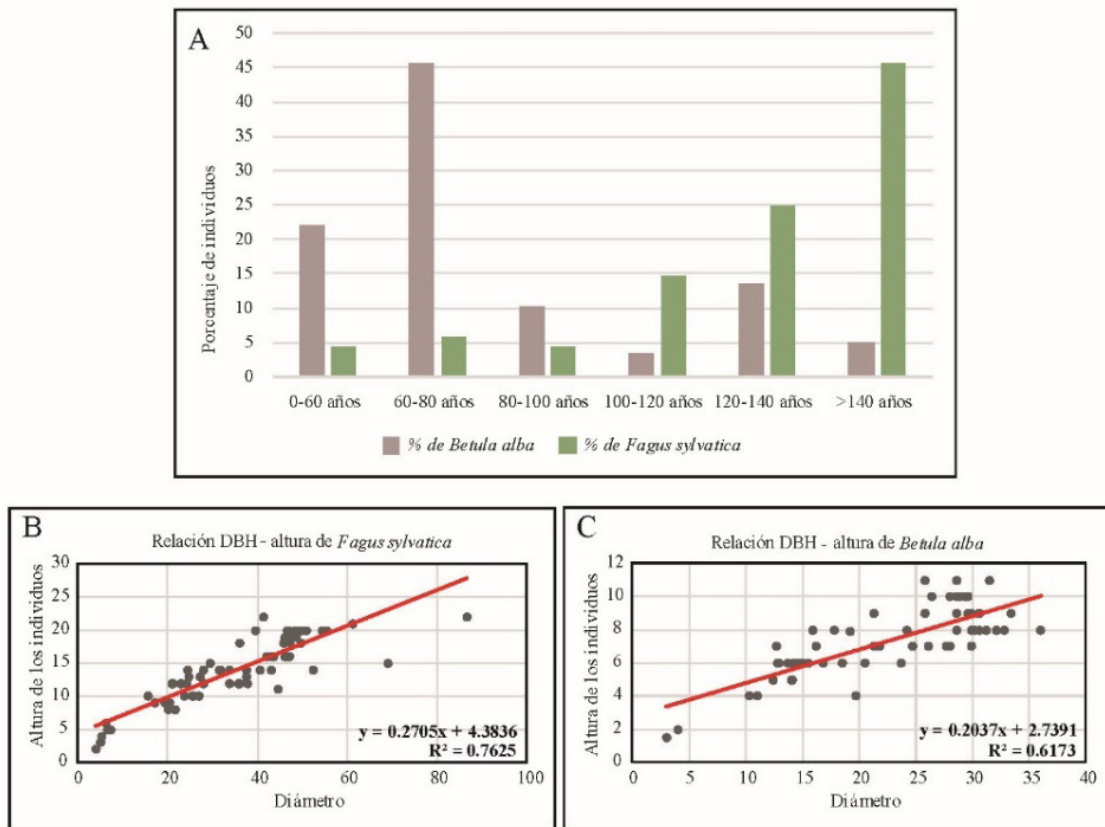 A
Porcentaje de individuos
50
45
40
35
30
25
20
15
10
5
0
0-60 años 60-80 años 80-100 años 100-120 años 120-140 años >140 años
% de Betula alba % de Fagus sylvatica
B
Relación DBH - altura de Fagus sylvatica
Altura de los individuos
30
25
20
15
10
5
0
y = 0.2705x + 4.3836
R² = 0.7625
0 20 40 60 80 100
Diámetro
C
Relación DBH - altura de Betula alba
Altura de los individuos
12
10
8
6
4
2
0
y = 0.2037x + 2.7391
R² = 0.6173
0 5 10 15 20 25 30 35 40
Diámetro